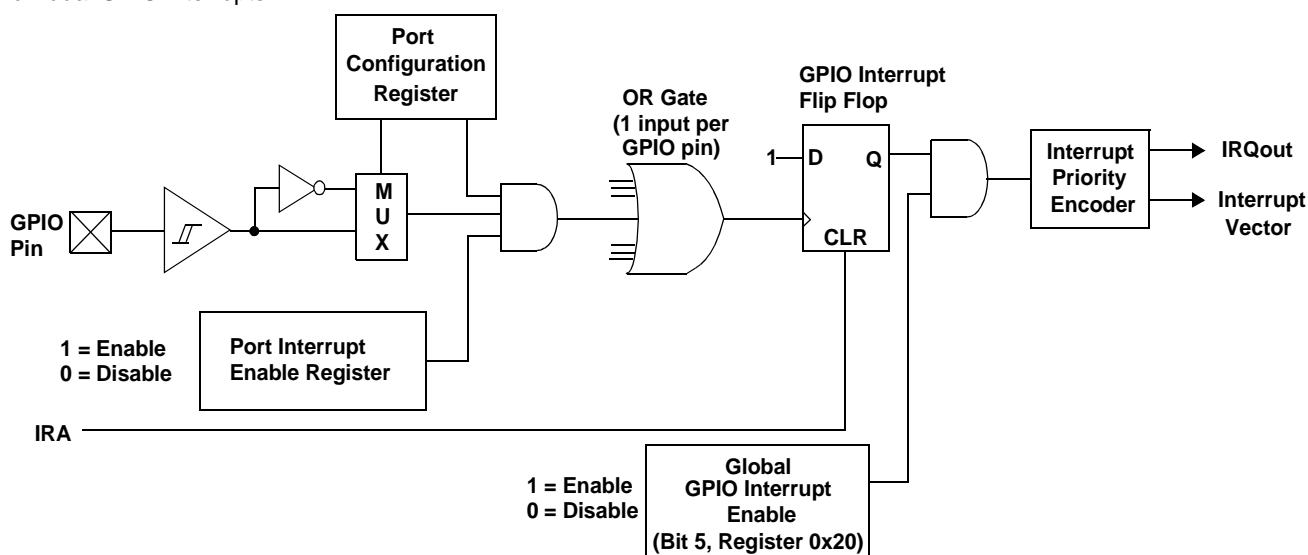 Port
Configuration
Register
OR Gate
(1 input per
GPIO pin)
GPIO Interrupt
Flip Flop
1
D
Q
CLR
Interrupt
Priority
Encoder
IRQout
Interrupt
Vector
M
U
X
GPIO
Pin
1 = Enable
0 = Disable
Port Interrupt
Enable Register
IRA
1 = Enable
0 = Disable
Global
GPIO Interrupt
Enable
(Bit 5, Register 0x20)